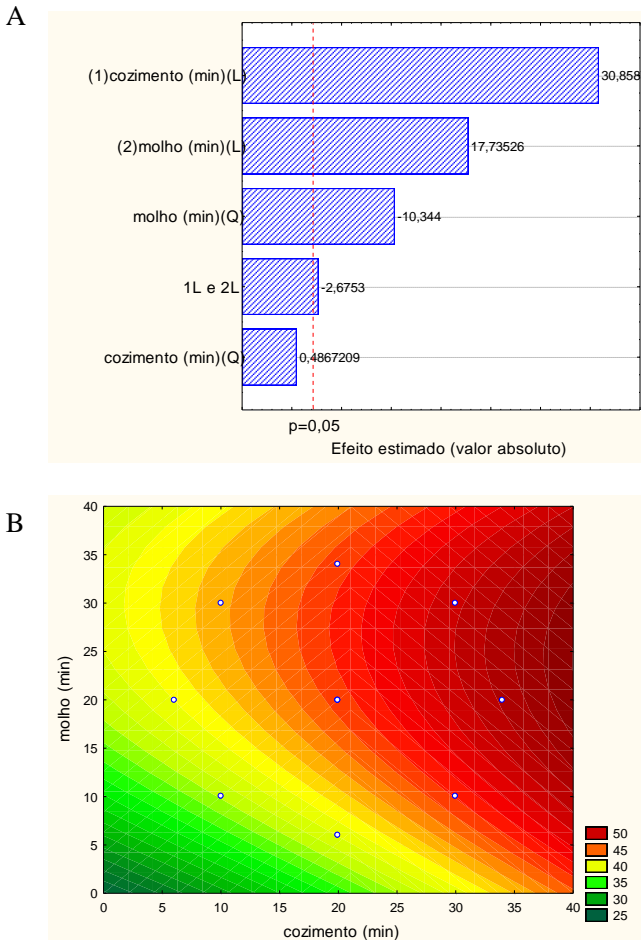 A
(1)cozimento (min)(L)
30,858
(2)molho (min)(L)
17,73526
molho (min)(Q)
-10,344
1L e 2L
-2,6753
cozimento (min)(Q)
0,4867209
p=0,05
Efeito estimado (valor absoluto)
B
40
35
30
25
20
15
10
5
0
molho (min)
0 5 10 15 20 25 30 35 40
cozimento (min)
50
45
40
35
30
25